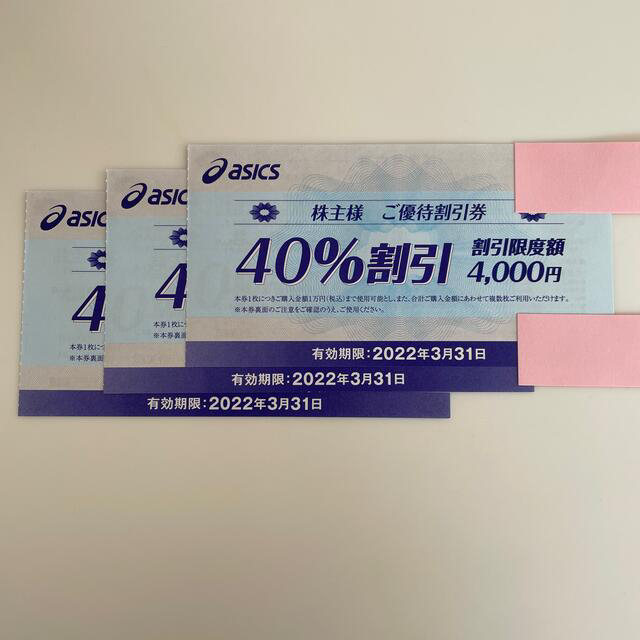 asics
株主様 ご優待割引券
40%割引 割引限度額
4,000円
本券1枚につきご購入金額1万円(税込)まで使用可能とし、また、合計ご購入金額にあわせて複数枚ご利用いただけます。
※本券裏面のご注意をご確認のうえ、ご使用ください。
有効期限:2022年3月31日
asic
4
本券1枚に
※本券裏面
有効期限:2022年3月31日
asic
4
本券1枚につ
※本券裏面
有効期限:2022年3月31日